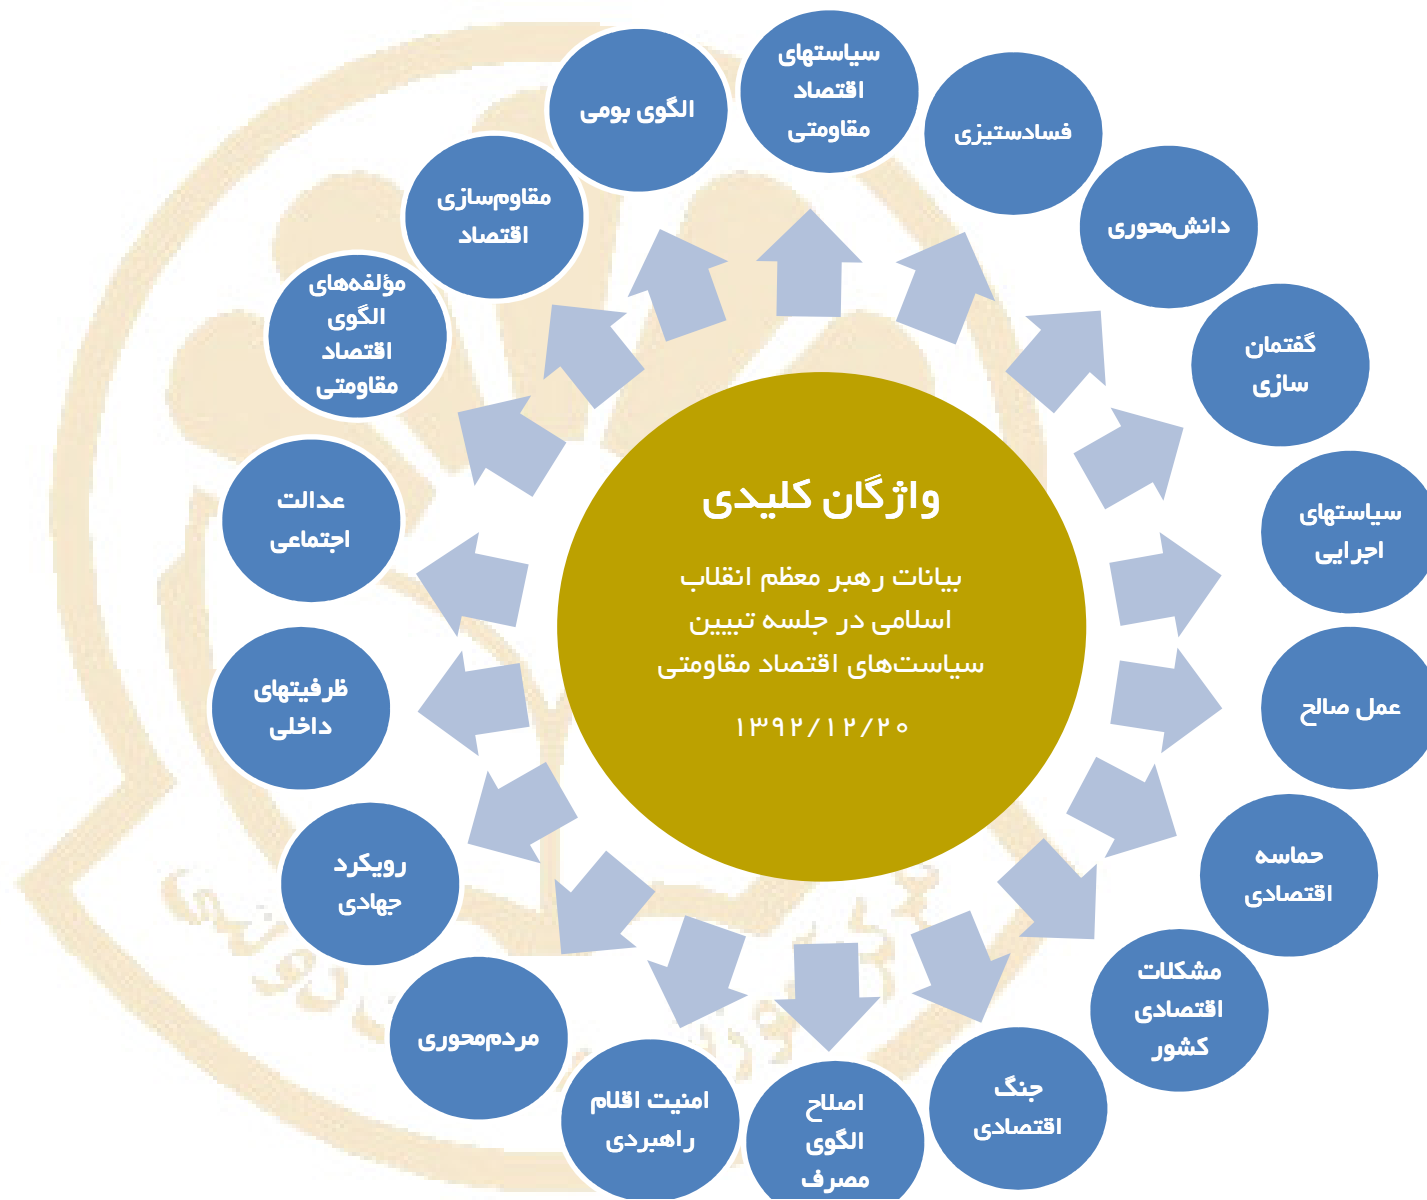 واژگان کلیدی
بیانات رهبر معظم انقلاب
اسلامی در جلسه تبیین
سیاست‌های اقتصاد مقاومتی
۱۳۹۲/۱۲/۲۰
سیاستهای
اقتصاد
مقاومتی
فسادستیزی
دانش‌محوری
گفتمان
سازی
سیاستهای
اجرایی
عمل صالح
حماسه
اقتصادی
مشکلات
اقتصادی
کشور
جنگ
اقتصادی
اصلاح
الگوی
مصرف
امنیت اقلام
راهبردی
مردم‌محوری
رویکرد
جهادی
ظرفیتهای
داخلی
عدالت
اجتماعی
مؤلفه‌های
الگوی
اقتصاد
مقاومتی
مقاوم‌سازی
اقتصاد
الگوی بومی